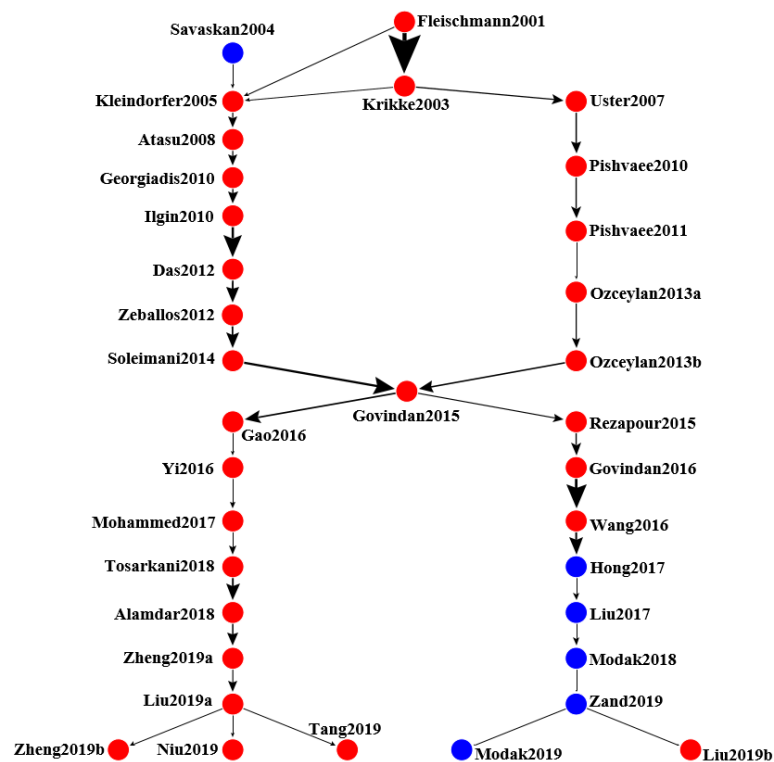 Fleischmann2001
Savaskan2004
Kleindorfer2005
Krikke2003
Uster2007
Atasu2008
Pishvaee2010
Georgiadis2010
Ilgin2010
Pishvaee2011
Das2012
Ozceylan2013a
Zeballos2012
Soleimani2014
Ozceylan2013b
Govindan2015
Gao2016
Rezapour2015
Yi2016
Govindan2016
Mohammed2017
Wang2016
Tosarkani2018
Hong2017
Alamdar2018
Liu2017
Zheng2019a
Modak2018
Liu2019a
Zand2019
Zheng2019b
Niu2019
Tang2019
Modak2019
Liu2019b